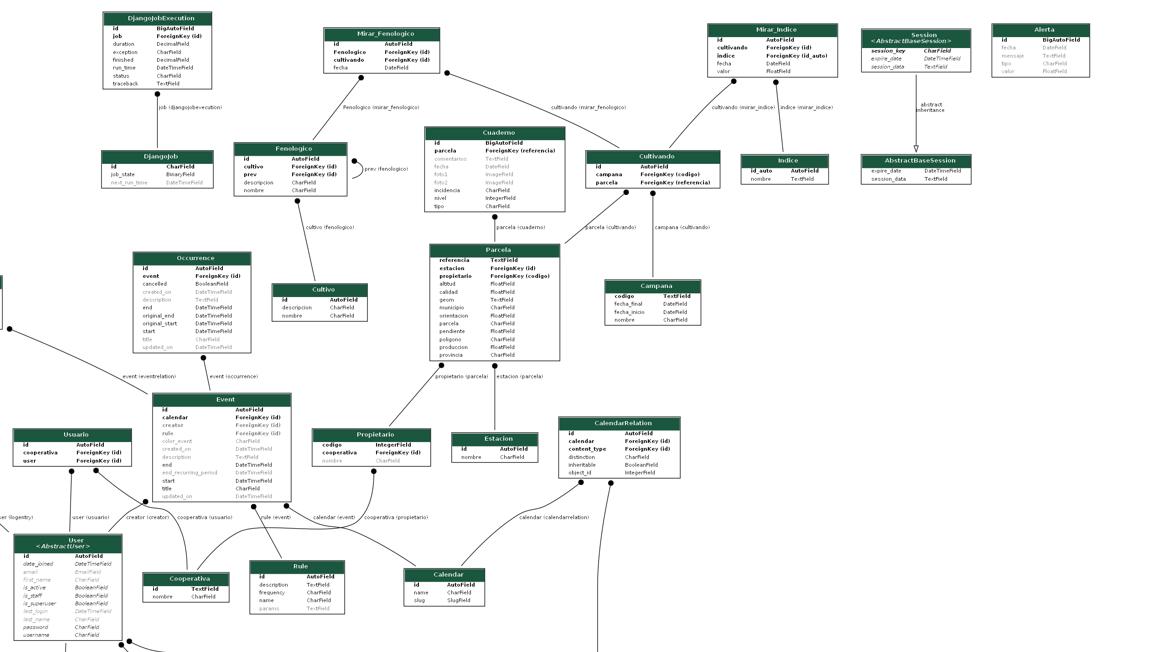 DjangoJobExecution
id BigAutoField
job ForeignKey (id)
duration DecimalField
exception CharField
finished DecimalField
run_time DateTimeField
status CharField
traceback TextField
Mirar_Fenologico
id AutoField
Fenologico ForeignKey (id)
cultivando ForeignKey (id)
fecha DateField
Mirar_Indice
id AutoField
cultivando ForeignKey (id)
indice ForeignKey (id_auto)
fecha DateField
valor FloatField
Session
<AbstractBaseSession>
session_key CharField
expire_date DateTimeField
session_data TextField
Alerta
id BigAutoField
fecha DateField
mensaje TextField
tipo CharField
valor FloatField
job (djangojobexecution)
Fenologico (mirar_fenologico)
cultivando (mirar_fenologico)
cultivando (mirar_indice)
indice (mirar_indice)
abstract
inheritance
DjangoJob
id CharField
job_state BinaryField
next_run_time DateTimeField
Fenologico
id AutoField
cultivo ForeignKey (id)
prev ForeignKey (id)
descripcion CharField
nombre CharField
prev (fenologico)
Cuaderno
id BigAutoField
parcela ForeignKey (referencia)
comentarios TextField
fecha DateField
foto1 ImageField
foto2 ImageField
incidencia CharField
nivel IntegerField
tipo CharField
Cultivando
id AutoField
campana ForeignKey (codigo)
parcela ForeignKey (referencia)
Indice
id_auto AutoField
nombre TextField
AbstractBaseSession
expire_date DateTimeField
session_data TextField
cultivo (fenologico)
parcela (cuaderno)
parcela (cultivando)
campana (cultivando)
Occurrence
id AutoField
event ForeignKey (id)
cancelled BooleanField
created_on DateTimeField
description TextField
end DateTimeField
original_end DateTimeField
original_start DateTimeField
start DateTimeField
title CharField
updated_on DateTimeField
Cultivo
id AutoField
descripcion CharField
nombre CharField
Parcela
referencia TextField
estacion ForeignKey (id)
propietario ForeignKey (codigo)
altitud FloatField
calidad FloatField
geom TextField
municipio CharField
orientacion FloatField
parcela CharField
pendiente FloatField
poligono CharField
produccion FloatField
provincia CharField
Campana
codigo TextField
fecha_final DateField
fecha_inicio DateField
nombre CharField
event (eventrelation)
event (occurrence)
propietario (parcela)
estacion (parcela)
Usuario
id AutoField
cooperativa ForeignKey (id)
user ForeignKey (id)
Event
id AutoField
calendar ForeignKey (id)
creator ForeignKey (id)
rule ForeignKey (id)
color_event CharField
created_on DateTimeField
description TextField
end DateTimeField
end_recurring_period DateTimeField
start DateTimeField
title CharField
updated_on DateTimeField
Propietario
codigo IntegerField
cooperativa ForeignKey (id)
nombre CharField
Estacion
id AutoField
nombre CharField
CalendarRelation
id AutoField
calendar ForeignKey (id)
content_type ForeignKey (id)
distinction CharField
inheritable BooleanField
object_id IntegerField
ser (logentry)
user (usuario)
creator (creator)
cooperativa (usuario)
rule (event)
calendar (event)
cooperativa (propietario)
calendar (calendarrelation)
User
<AbstractUser>
id AutoField
date_joined DateTimeField
email EmailField
first_name CharField
is_active BooleanField
is_staff BooleanField
is_superuser BooleanField
last_login DateTimeField
last_name CharField
password CharField
username CharField
Cooperativa
id TextField
nombre CharField
Rule
id AutoField
description TextField
frequency CharField
name CharField
params TextField
Calendar
id AutoField
name CharField
slug SlugField